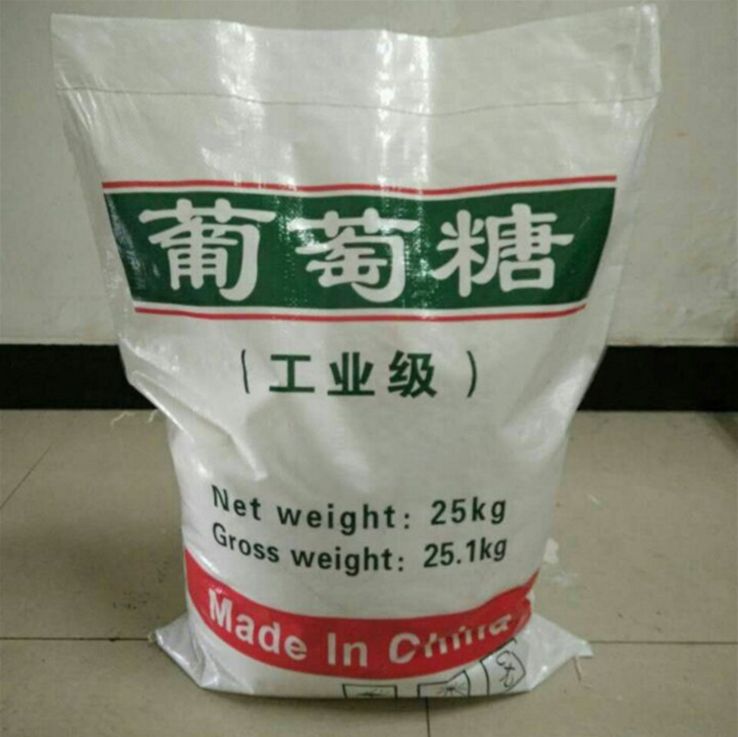 葡萄糖
(工业级)
Net weight: 25kg
Gross weight: 25.1kg
Made In China